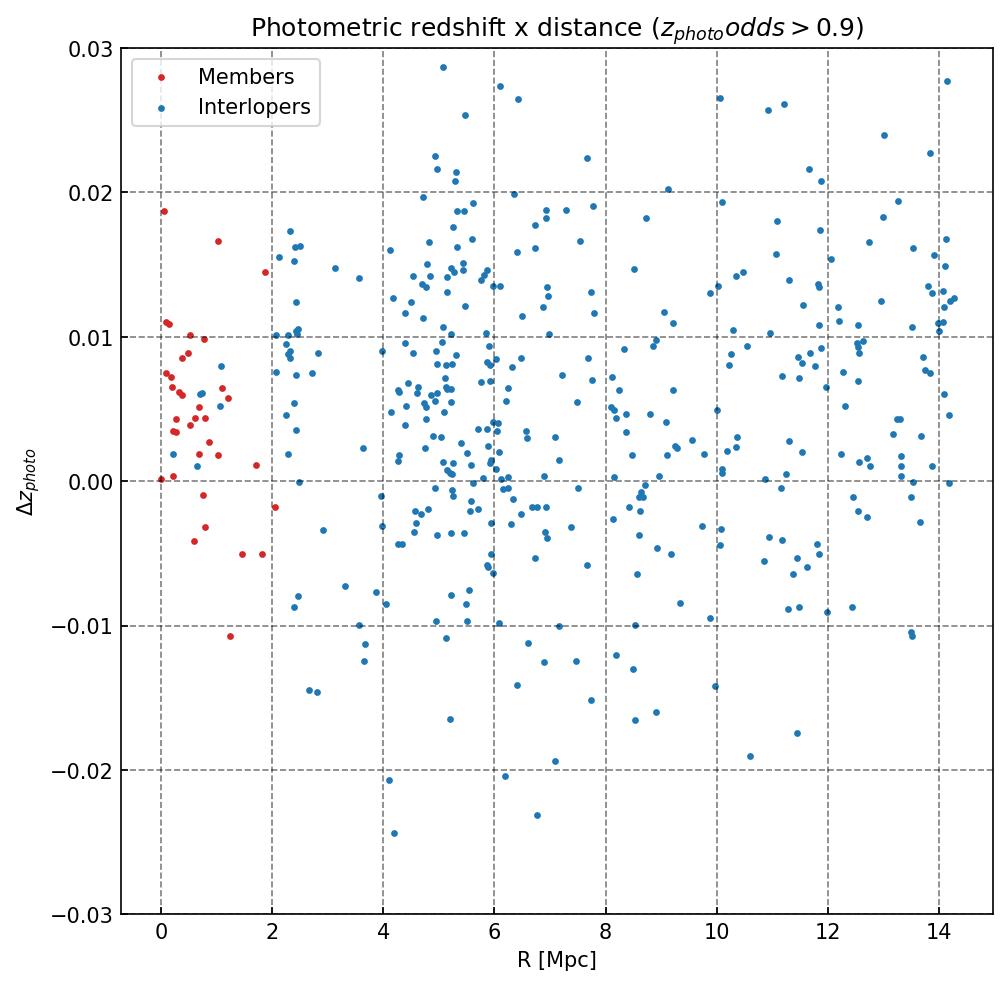 Photometric redshift x distance ($z_{photo}odds > 0.9$)
Members
Interlopers
0.03
0.02
0.01
0.00
−0.01
−0.02
−0.03
$\Delta z_{photo}$
0 2 4 6 8 10 12 14
R [Mpc]